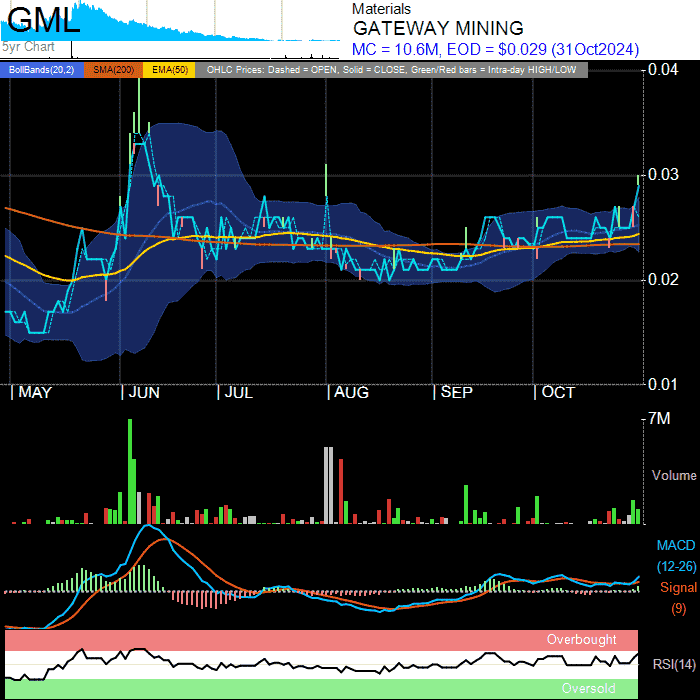 GML
5yr Chart
Materials
GATEWAY MINING
MC = 10.6M, EOD = $0.029 (31Oct2024)
BollBands(20,2) SMA(200) EMA(50) OHLC Prices: Dashed = OPEN, Solid = CLOSE, Green/Red bars = Intra-day HIGH/LOW
0.04
0.03
0.02
0.01
MAY JUN JUL AUG SEP OCT
7M
Volume
MACD
(12-26)
Signal
(9)
Overbought
RSI(14)
Oversold